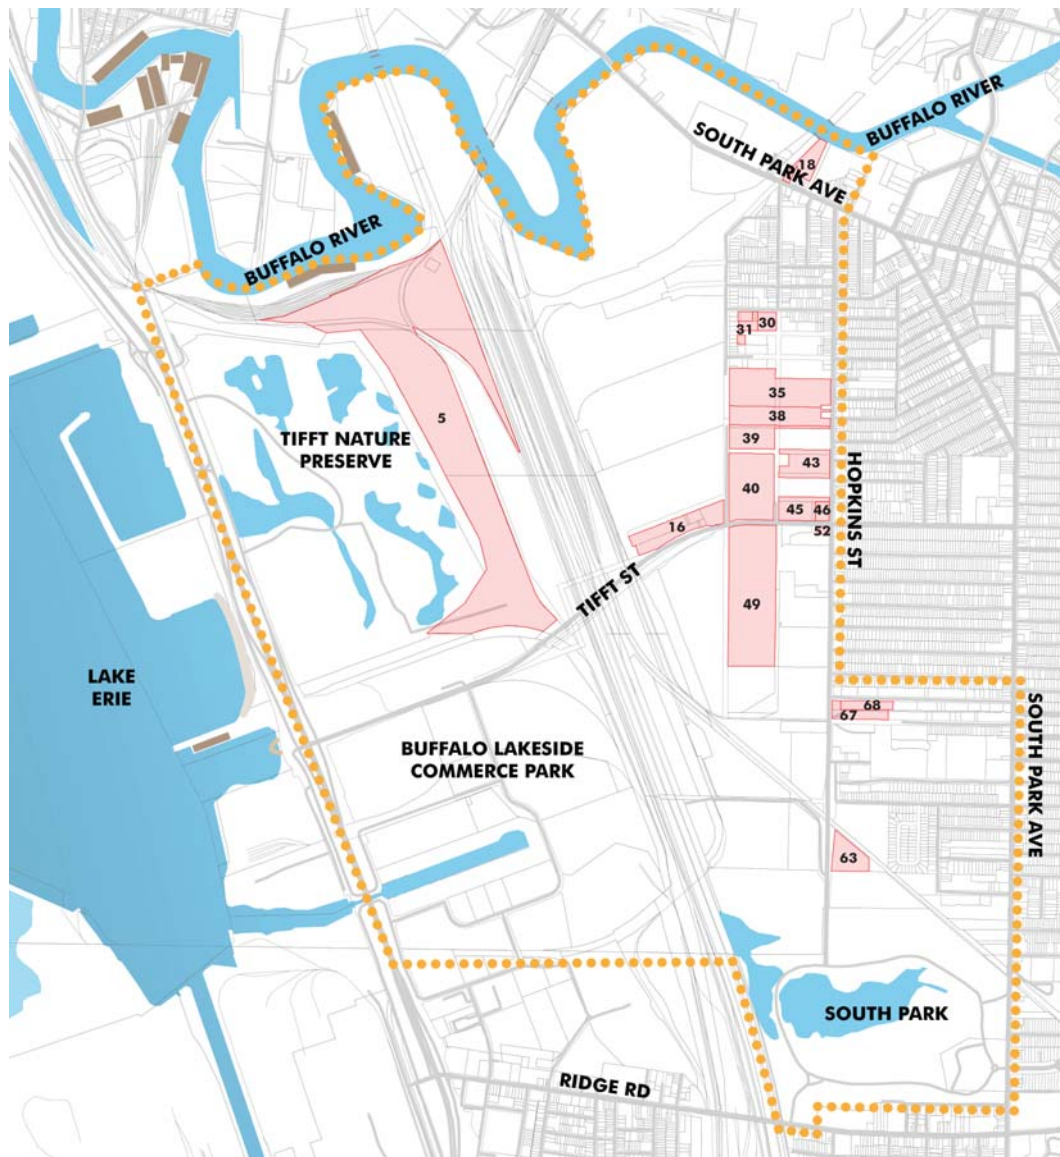 BUFFALO RIVER
SOUTH PARK AVE
18
BUFFALO RIVER
31
30
35
38
39
43
40
45
46
52
HOPKINS ST
5
TIFFT NATURE
PRESERVE
16
TIFFT ST
49
LAKE
ERIE
68
67
BUFFALO LAKESIDE
COMMERCE PARK
SOUTH PARK AVE
63
SOUTH PARK
RIDGE RD